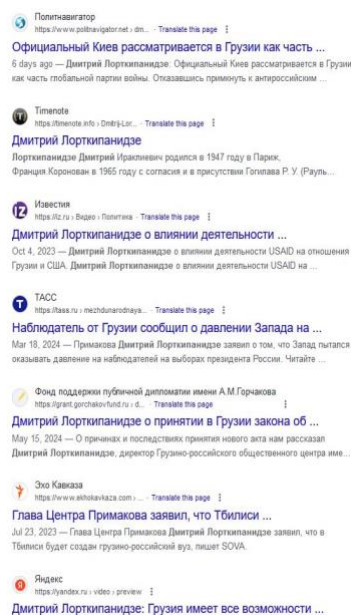 Политнавигатор
https://www.politnavigator.net › dm... · Translate this page
Официальный Киев рассматривается в Грузии как часть ...
6 days ago — Дмитрий Лорткипанидзе: Официальный Киев рассматривается в Грузии
как часть глобальной партии войны. Отказавшись примкнуть к антироссийским ...
Timenote
https://timenote.info › Dmitrij-Lor... · Translate this page
Дмитрий Лорткипанидзе
Лорткипанидзе Дмитрий Ираклиевич родился в 1947 году в Париж,
Франция.Коронован в 1965 году с согласия и в присутствии Гогилава Р. У. (Рауль...
Известия
https://iz.ru › Видео › Политика · Translate this page
Дмитрий Лорткипанидзе о влиянии деятельности ...
Oct 4, 2023 — Дмитрий Лорткипанидзе о влиянии деятельности USAID на отношения
Грузии и США. Дмитрий Лорткипанидзе о влиянии деятельности USAID на ...
ТАСС
https://tass.ru › mezhdunarodnaya... · Translate this page
Наблюдатель от Грузии сообщил о давлении Запада на ...
Mar 18, 2024 — Примакова Дмитрий Лорткипанидзе заявил о том, что Запад пытался
оказывать давление на наблюдателей на выборах президента России. Читайте ...
Фонд поддержки публичной дипломатии имени А.М.Горчакова
https://grant.gorchakovfund.ru › d... · Translate this page
Дмитрий Лорткипанидзе о принятии в Грузии закона об ...
May 15, 2024 — О причинах и последствиях принятия нового акта нам рассказал
Дмитрий Лорткипанидзе, директор Грузино-российского общественного центра име...
Эхо Кавказа
https://www.ekhokavkaza.com › ... · Translate this page
Глава Центра Примакова заявил, что Тбилиси ...
Jul 23, 2023 — Глава Центра Примакова Дмитрий Лорткипанидзе заявил, что в
Тбилиси будет создан грузино-российский вуз, пишет SOVA.
Яндекс
https://yandex.ru › video › preview
Дмитрий Лорткипанидзе: Грузия имеет все возможности ...